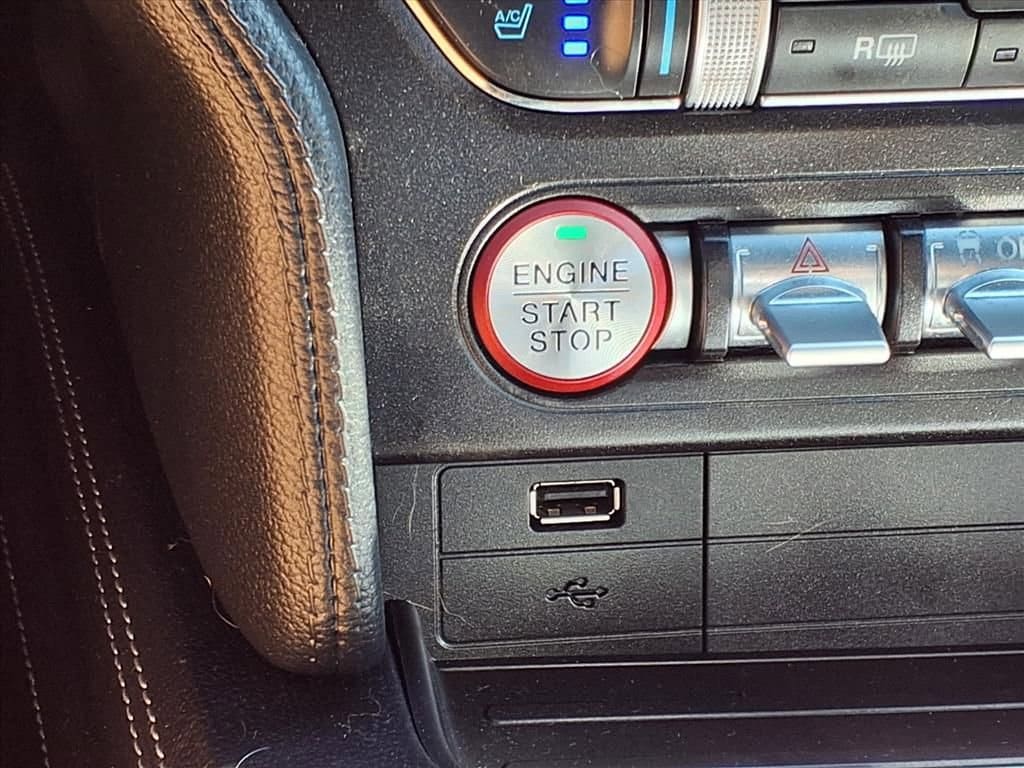 A/C
R
ENGINE
START
STOP